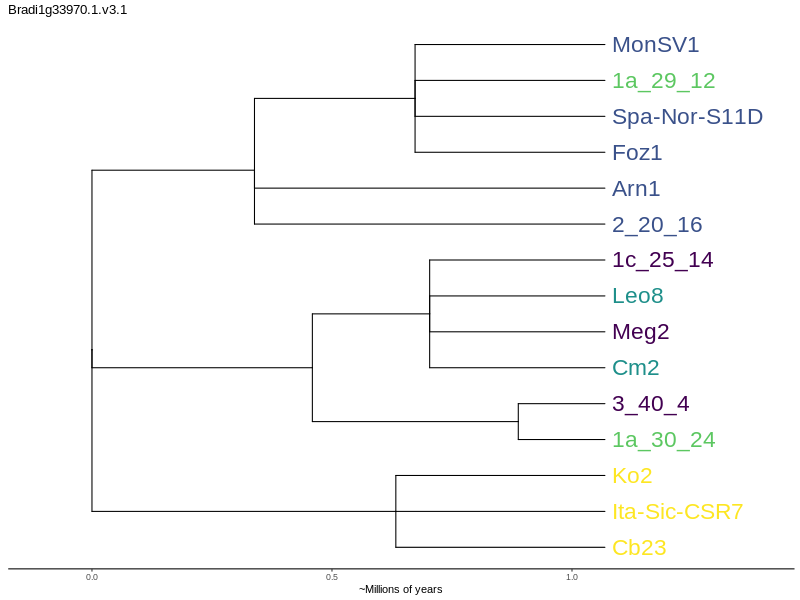 Bradi1g33970.1.v3.1
MonSV1
1a_29_12
Spa-Nor-S11D
Foz1
Arn1
2_20_16
1c_25_14
Leo8
Meg2
Cm2
3_40_4
1a_30_24
Ko2
Ita-Sic-CSR7
Cb23
0.0 0.5 1.0
~Millions of years